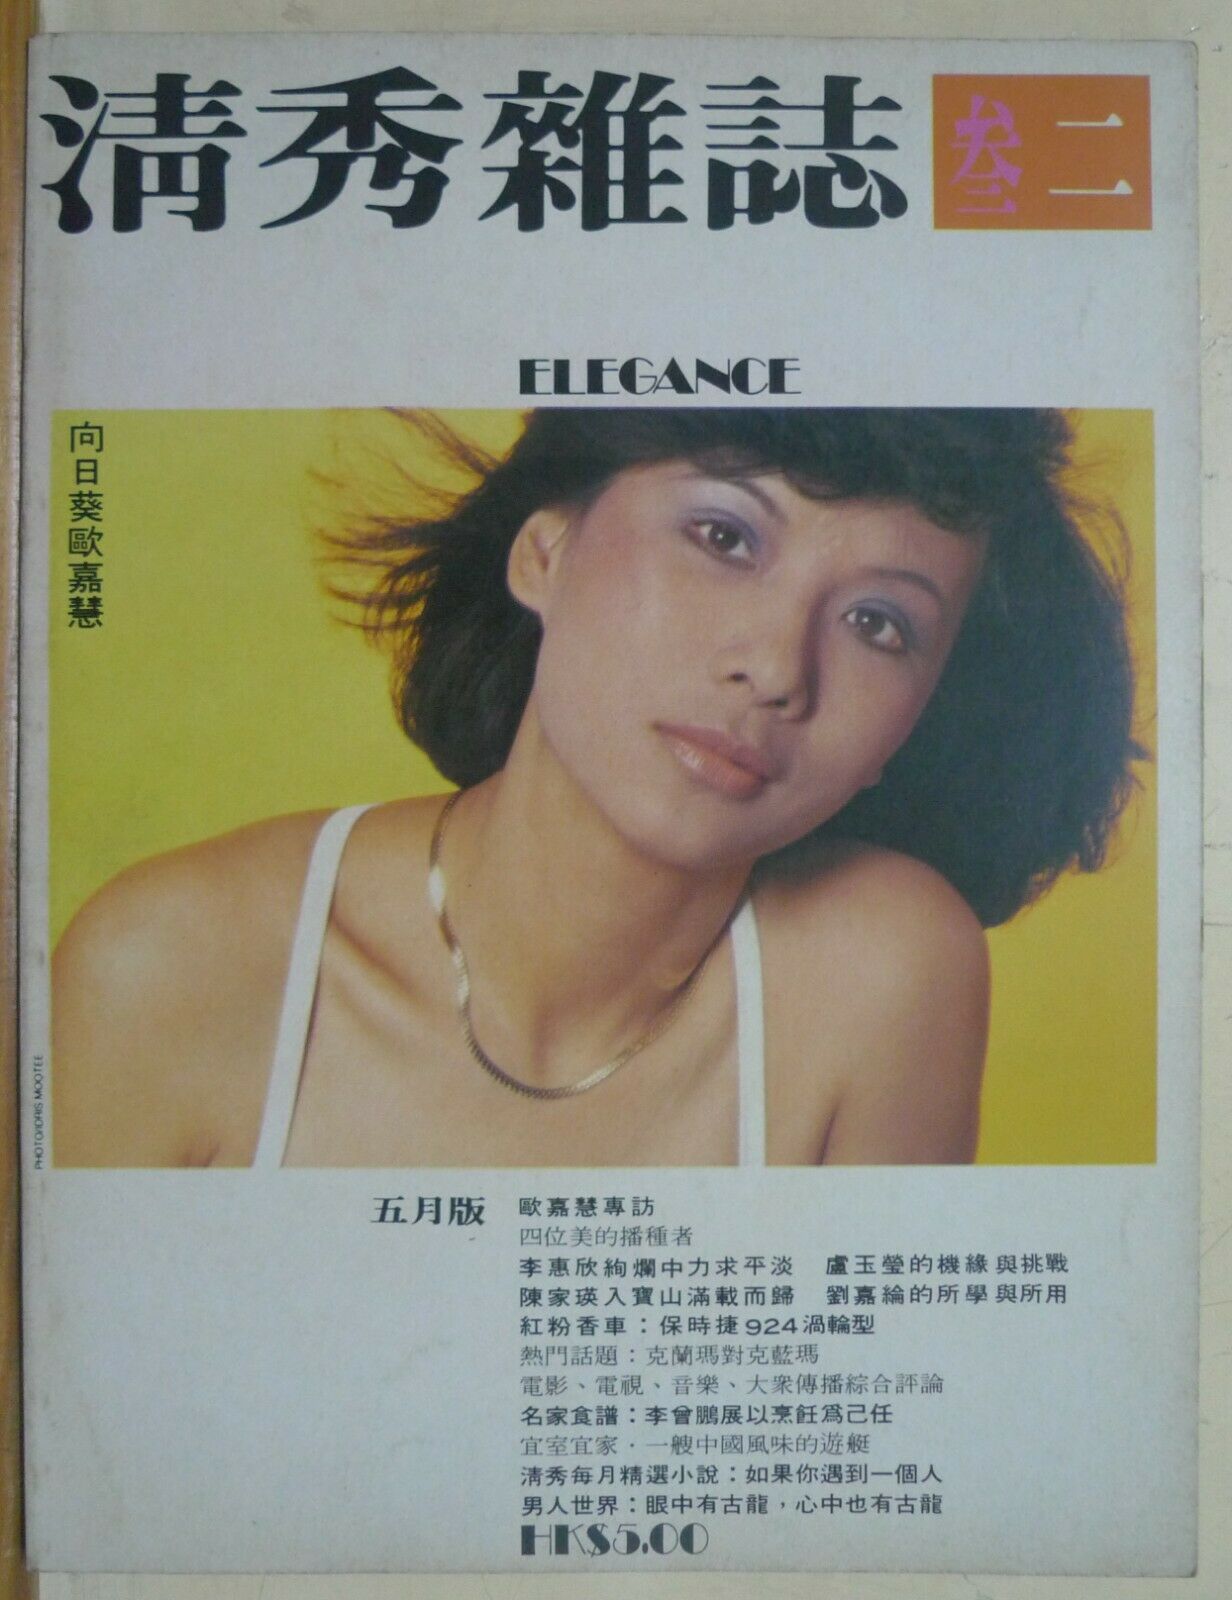 清秀雜誌
叁二
ELEGANCE
向日葵歐嘉慧
PHOTO/IDRIS MOOTEE
五月版
歐嘉慧專訪
四位美的播種者
李惠欣絢爛中力求平淡 盧玉瑩的機緣與挑戰
陳家瑛入寶山滿載而歸 劉嘉綸的所學與所用
紅粉香車：保時捷924渦輪型
熱門話題：克蘭瑪對克藍瑪
電影、電視、音樂、大衆傳播綜合評論
名家食譜：李曾鵬展以烹飪爲己任
宜室宜家．一艘中國風味的遊艇
清秀每月精選小說：如果你遇到一個人
男人世界：眼中有古龍，心中也有古龍
HK$5.00